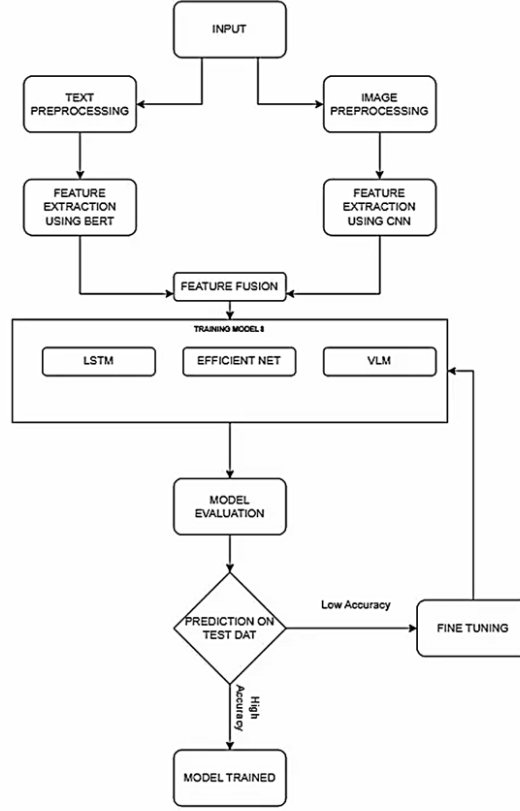 INPUT
TEXT
PREPROCESSING
IMAGE
PREPROCESSING
FEATURE
EXTRACTION
USING BERT
FEATURE
EXTRACTION
USING CNN
FEATURE FUSION
TRAINING MODEL S
LSTM
EFFICIENT NET
VLM
MODEL
EVALUATION
PREDICTION ON
TEST DAT
Low Accuracy
FINE TUNING
High
Accuracy
MODEL TRAINED